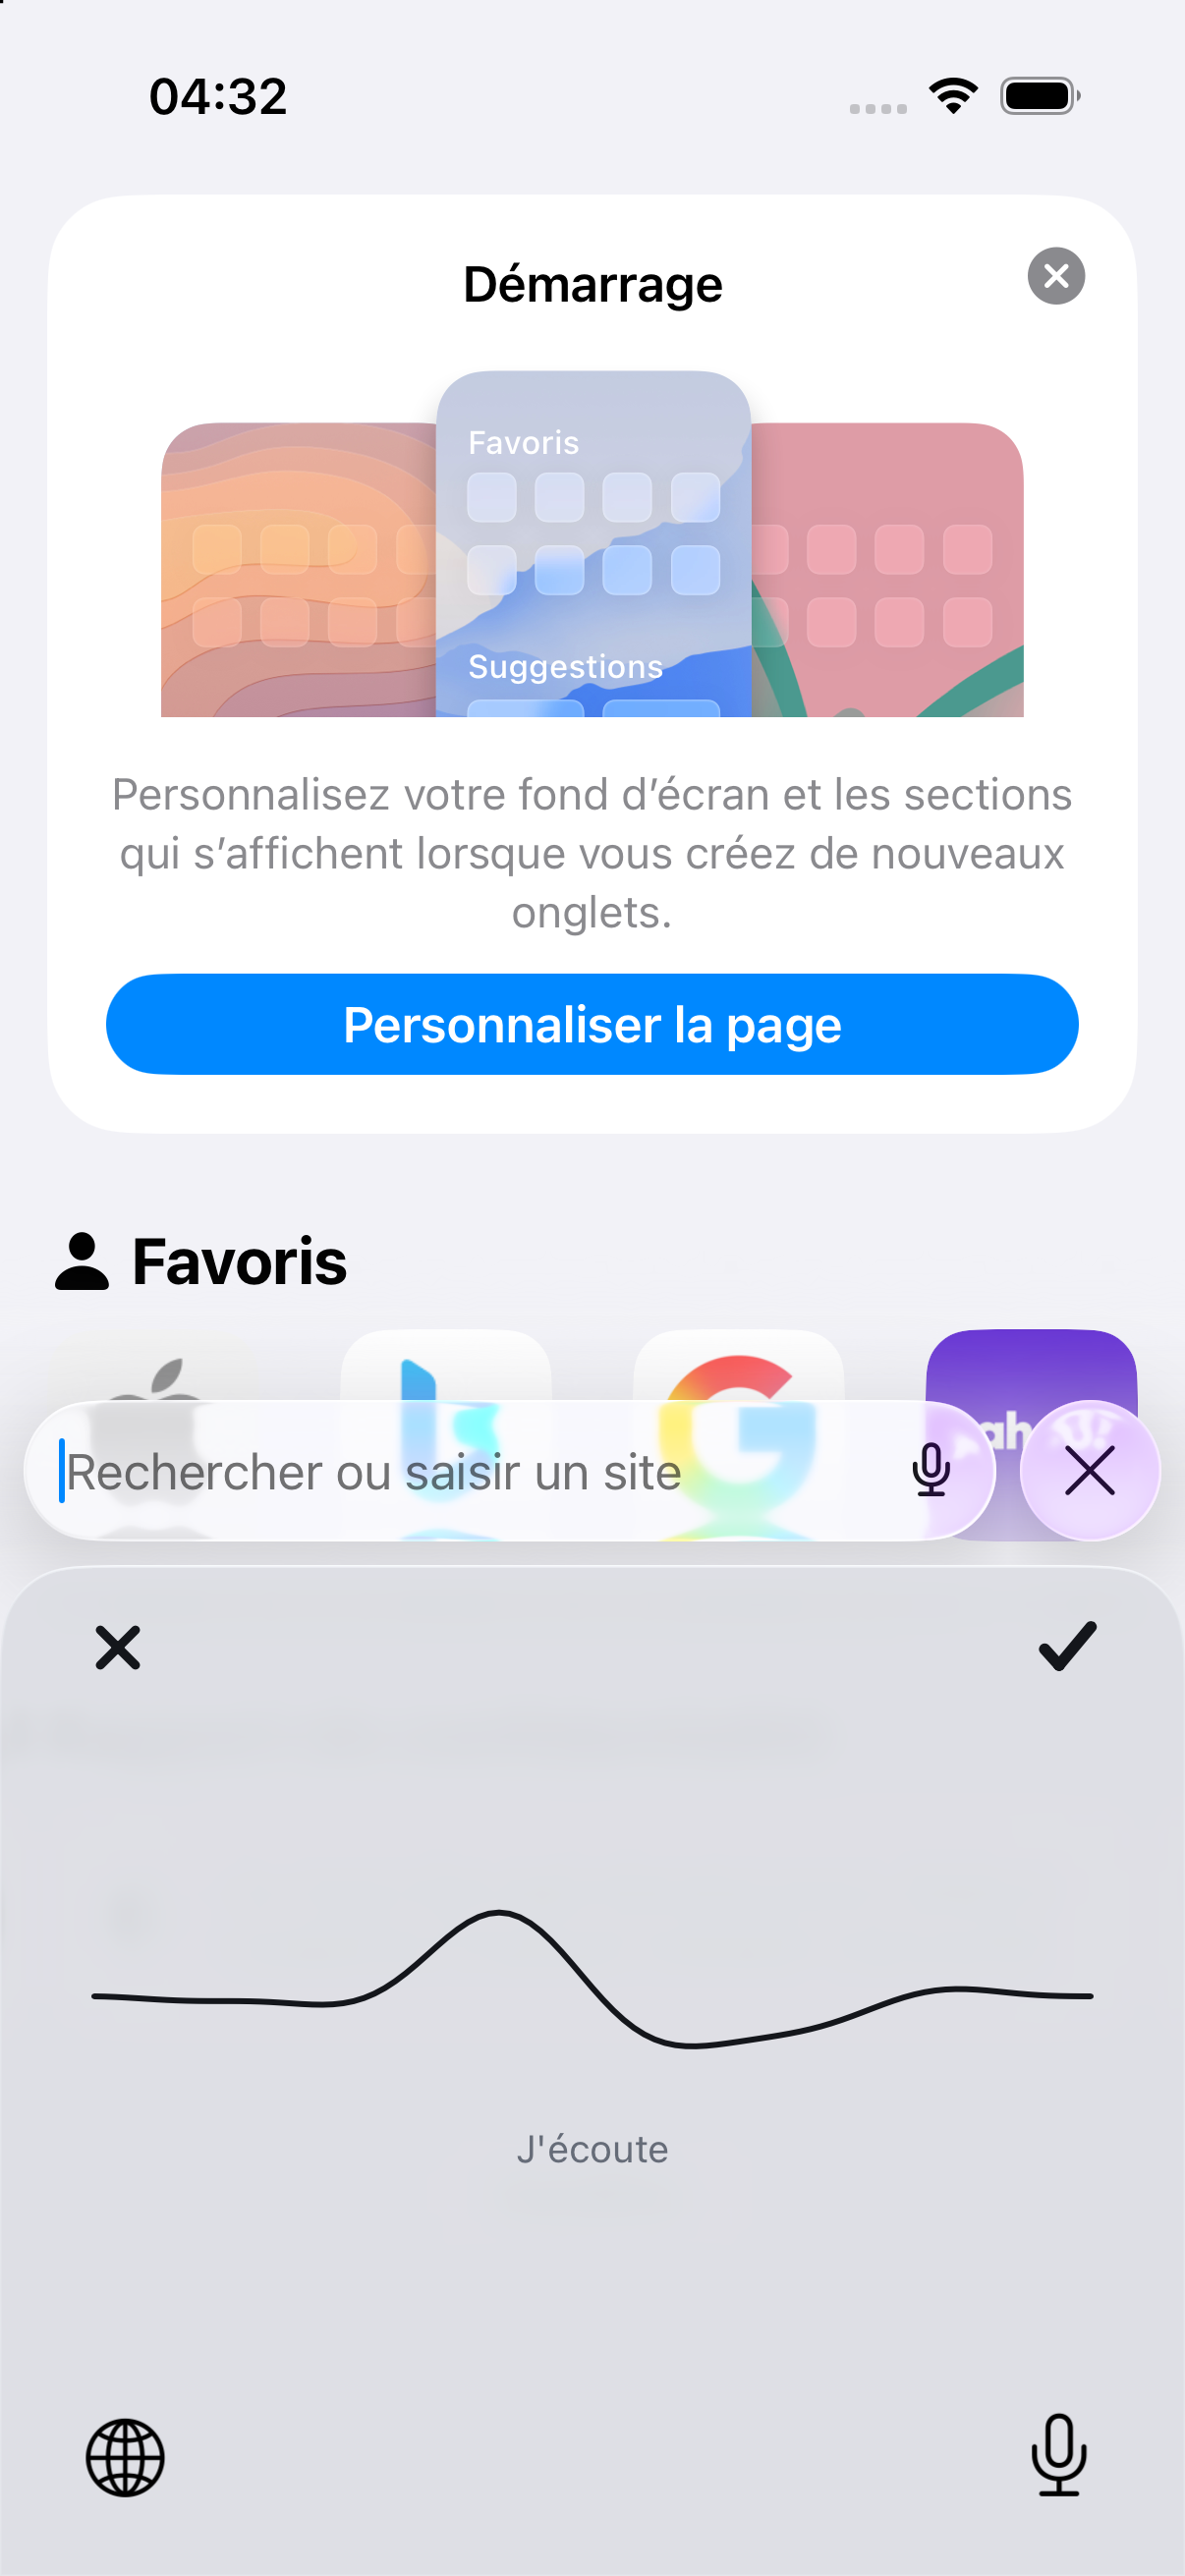 04:32
Démarrage
Favoris
Suggestions
Personnalisez votre fond d’écran et les sections
qui s’affichent lorsque vous créez de nouveaux
onglets.
Personnaliser la page
Favoris
Rechercher ou saisir un site
J'écoute